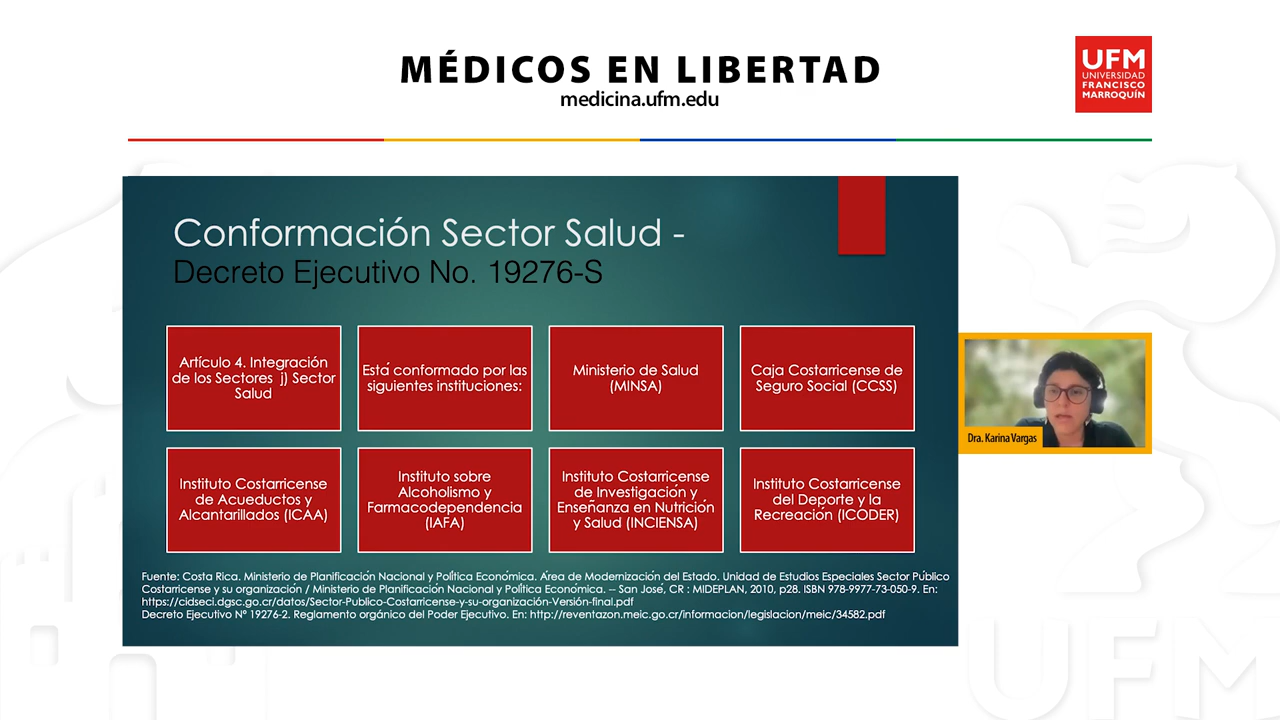 MÉDICOS EN LIBERTAD
medicina.ufm.edu
UFM
UNIVERSIDAD
FRANCISCO
MARROQUÍN
Conformación Sector Salud -
Decreto Ejecutivo No. 19276-S
Artículo 4. Integración
de los Sectores j) Sector
Salud
Está conformado por las
siguientes instituciones:
Ministerio de Salud
(MINSA)
Caja Costarricense de
Seguro Social (CCSS)
Instituto Costarricense
de Acueductos y
Alcantarillados (ICAA)
Instituto sobre
Alcoholismo y
Farmacodependencia
(IAFA)
Instituto Costarricense
de Investigación y
Enseñanza en Nutrición
y Salud (INCIENSA)
Instituto Costarricense
del Deporte y la
Recreación (ICODER)
Fuente: Costa Rica. Ministerio de Planificación Nacional y Política Económica. Área de Modernización del Estado. Unidad de Estudios Especiales Sector Público
Costarricense y su organización / Ministerio de Planificación Nacional y Política Económica. -- San José, CR : MIDEPLAN, 2010, p28. ISBN 978-9977-73-050-9. En:
https://cidseci.dgsc.go.cr/datos/Sector-Publico-Costarricense-y-su-organización-Versión-final.pdf
Decreto Ejecutivo Nº 19276-2. Reglamento orgánico del Poder Ejecutivo. En: http://reventazon.meic.go.cr/informacion/legislacion/meic/34582.pdf
Dra. Karina Vargas
UFM